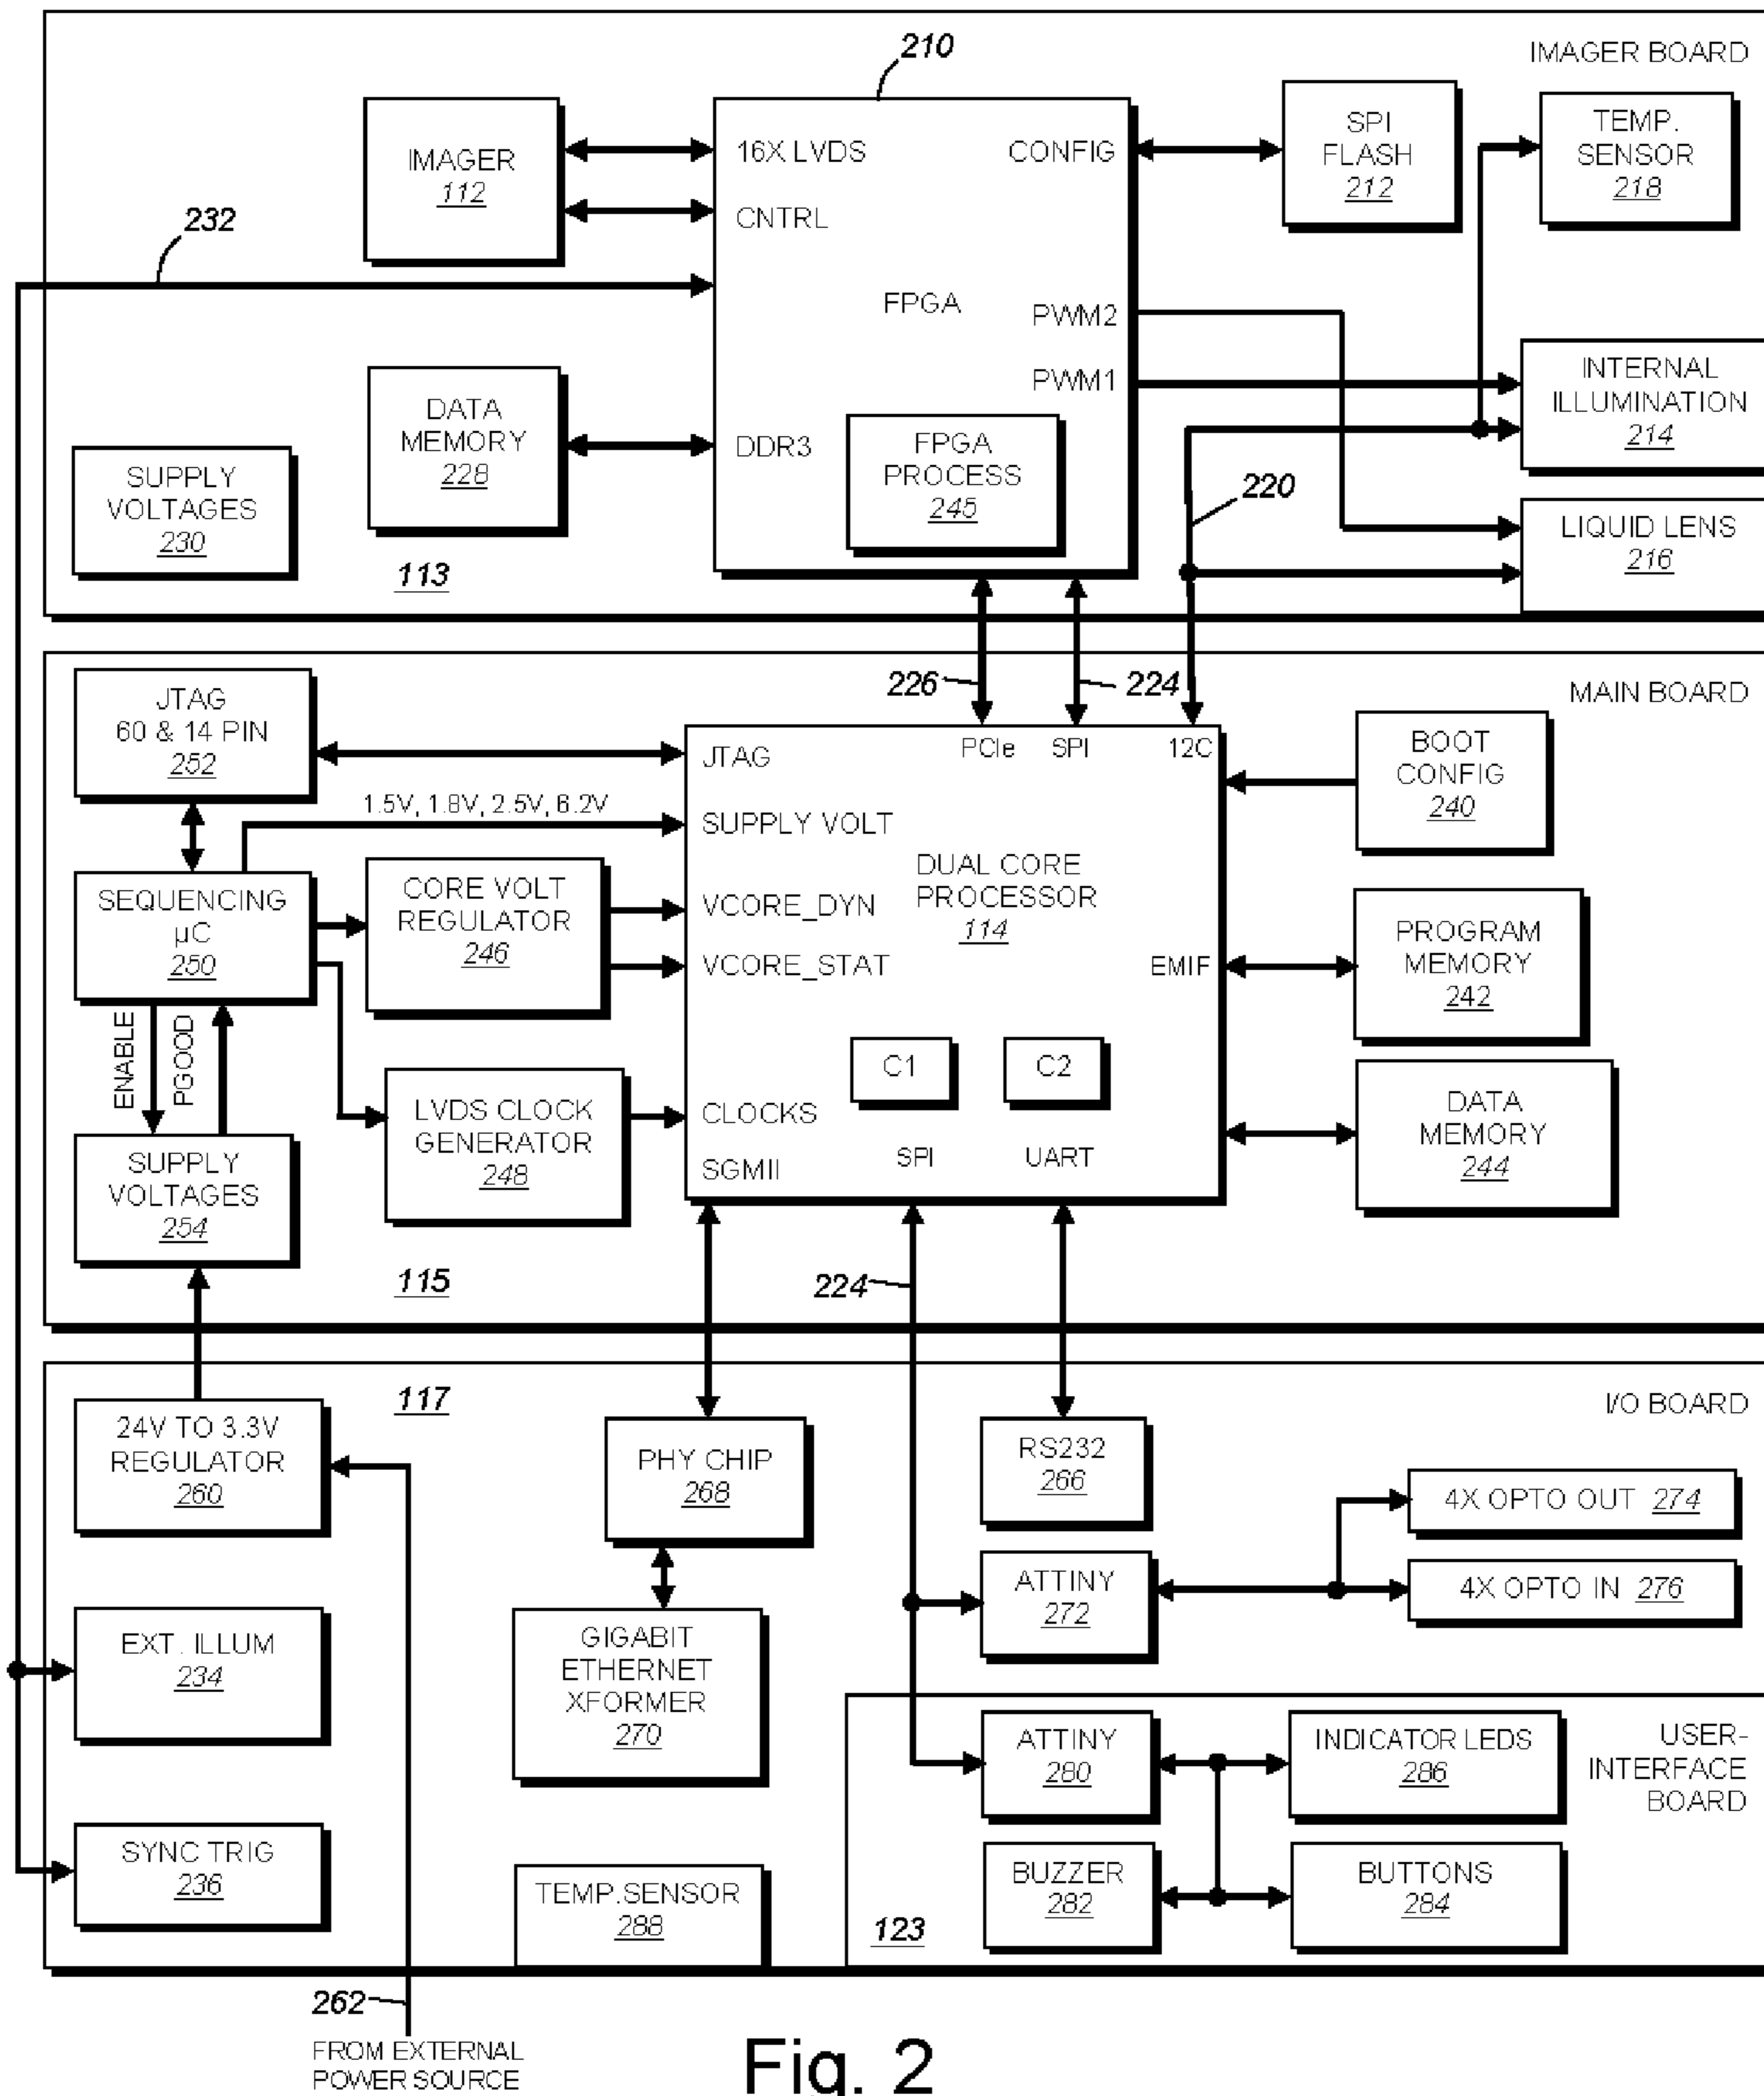 IMAGER BOARD
210
IMAGER
112
16X LVDS
CNTRL
CONFIG
SPI
FLASH
212
TEMP.
SENSOR
218
232
FPGA
PWM2
PWM1
INTERNAL
ILLUMINATION
214
DATA
MEMORY
228
DDR3
FPGA
PROCESS
245
220
SUPPLY
VOLTAGES
230
LIQUID LENS
216
113
226
224
MAIN BOARD
JTAG
60 & 14 PIN
252
JTAG
PCIe
SPI
12C
BOOT
CONFIG
240
1.5V, 1.8V, 2.5V, 6.2V
SUPPLY VOLT
SEQUENCING
µC
250
CORE VOLT
REGULATOR
246
VCORE_DYN
VCORE_STAT
DUAL CORE
PROCESSOR
114
EMIF
PROGRAM
MEMORY
242
ENABLE
PGOOD
C1
C2
LVDS CLOCK
GENERATOR
248
CLOCKS
SGMII
SPI
UART
DATA
MEMORY
244
SUPPLY
VOLTAGES
254
115
224
117
I/O BOARD
24V TO 3.3V
REGULATOR
260
PHY CHIP
268
RS232
266
4X OPTO OUT 274
ATTINY
272
4X OPTO IN 276
EXT. ILLUM
234
GIGABIT
ETHERNET
XFORMER
270
ATTINY
280
INDICATOR LEDS
286
USER-
INTERFACE
BOARD
SYNC TRIG
236
TEMP.SENSOR
288
BUZZER
282
BUTTONS
284
123
262
FROM EXTERNAL
POWER SOURCE
Fig. 2